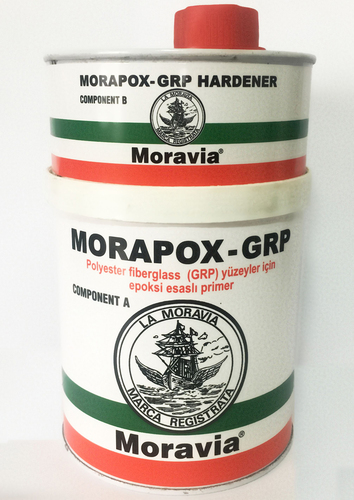 MORAPOX-GRP HARDENER
COMPONENT B
LA MORAVIA
MARCA REGISTRATA
Moravia®
MORAPOX-GRP
Polyester fiberglass (GRP) yüzeyler için
epoksi esaslı primer
COMPONENT A
LA MORAVIA
MARCA REGISTRATA
Moravia®